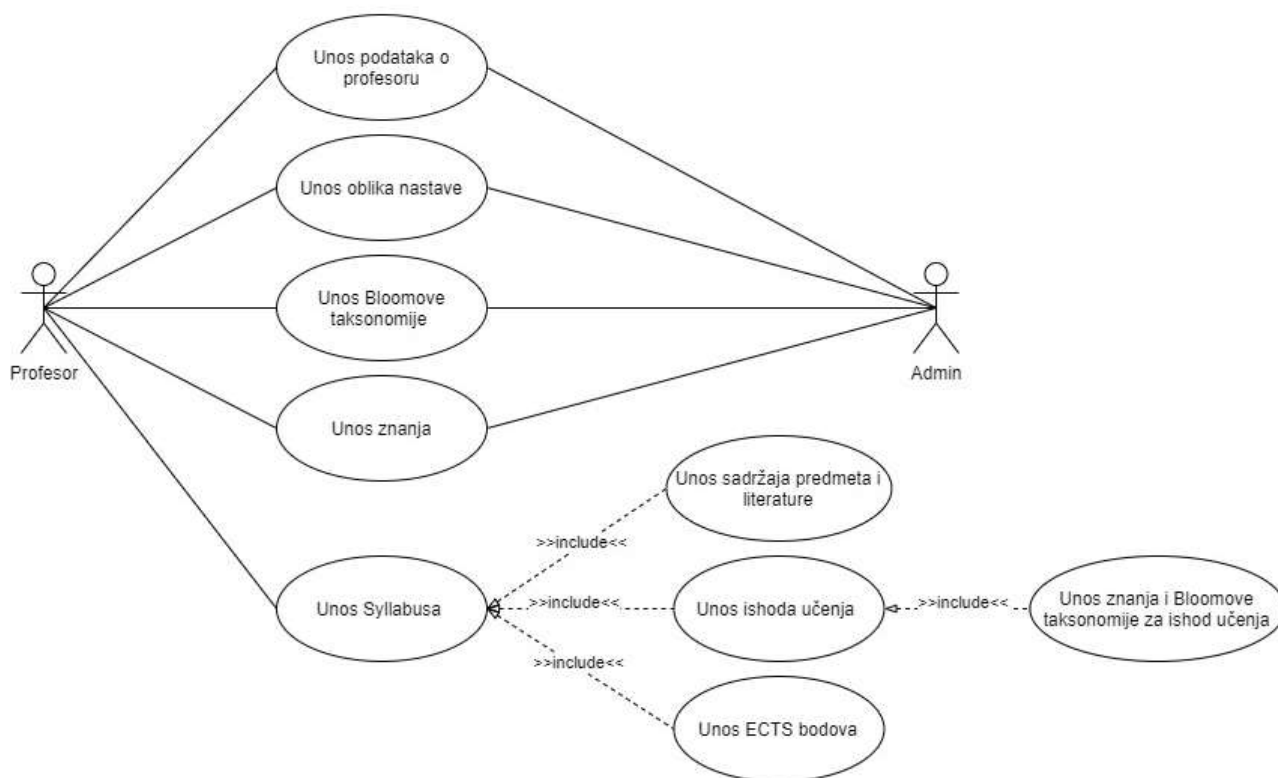 Unos podataka o
profesoru
Unos oblika nastave
Unos Bloomove
taksonomije
Profesor
Admin
Unos znanja
Unos sadržaja predmeta i
literature
>>include<<
Unos Syllabusa
>>include<<
Unos ishoda učenja
>>include<<
Unos znanja i Bloomove
taksonomije za ishod učenja
>>include<<
Unos ECTS bodova